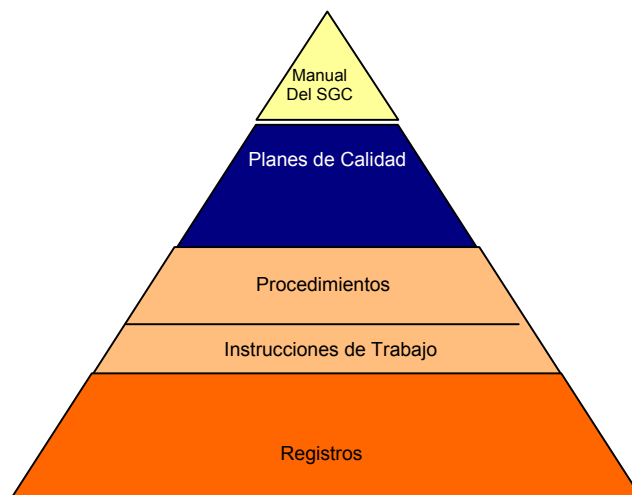 Manual
Del SGC
Planes de Calidad
Procedimientos
Instrucciones de Trabajo
Registros